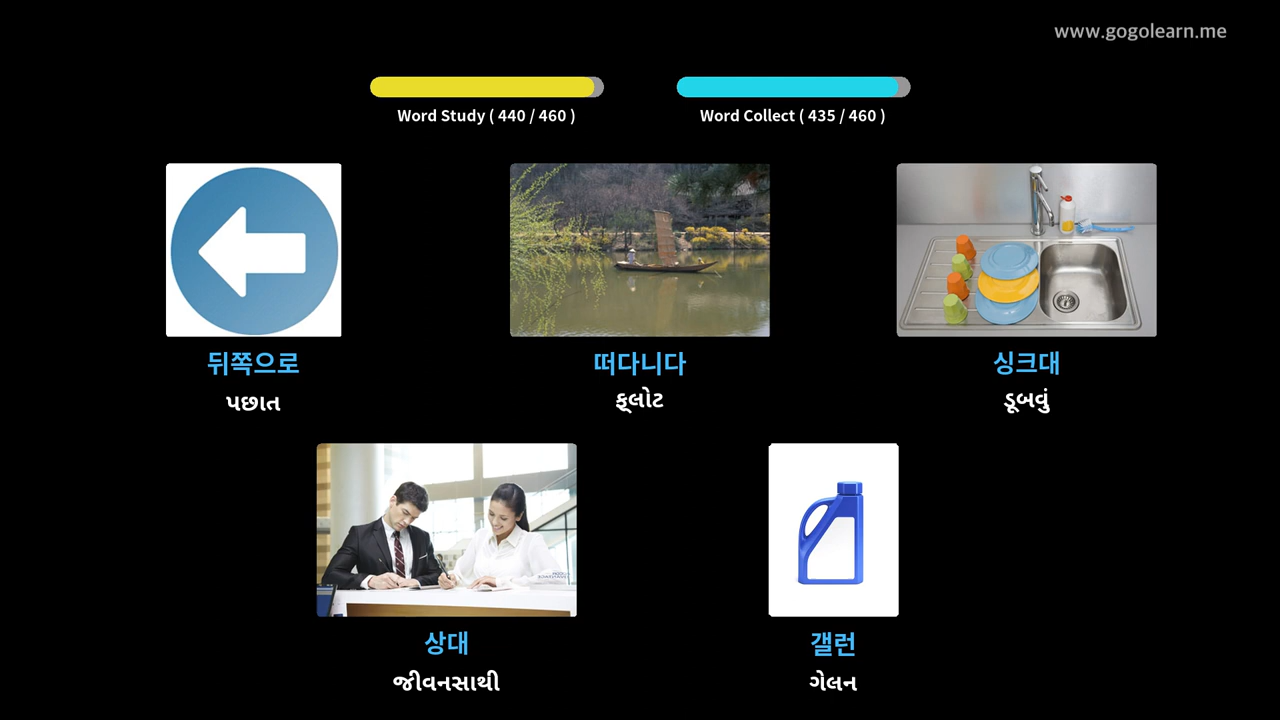 www.gogolearn.me
Word Study ( 440 / 460 )
Word Collect ( 435 / 460 )
뒤쪽으로
떠다니다
싱크대
પછાત
ફ્લોટ
ડૂબવું
상대
갤런
જીવનસાથી
ગેલન